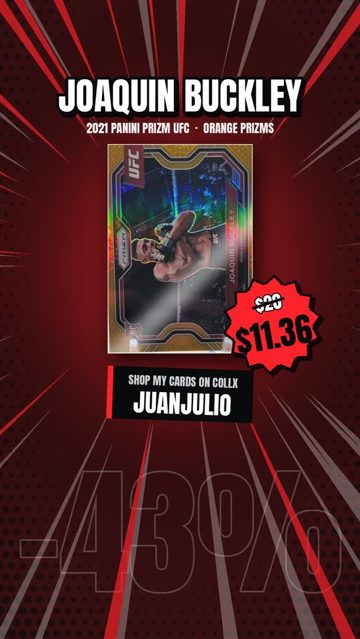 JOAQUIN BUCKLEY
2021 PANINI PRIZM UFC · ORANGE PRIZMS
UFC
PRIZM
JOAQUIN BUCKLEY
$20
$11.36
SHOP MY CARDS ON COLLX
JUANJULIO
-43%